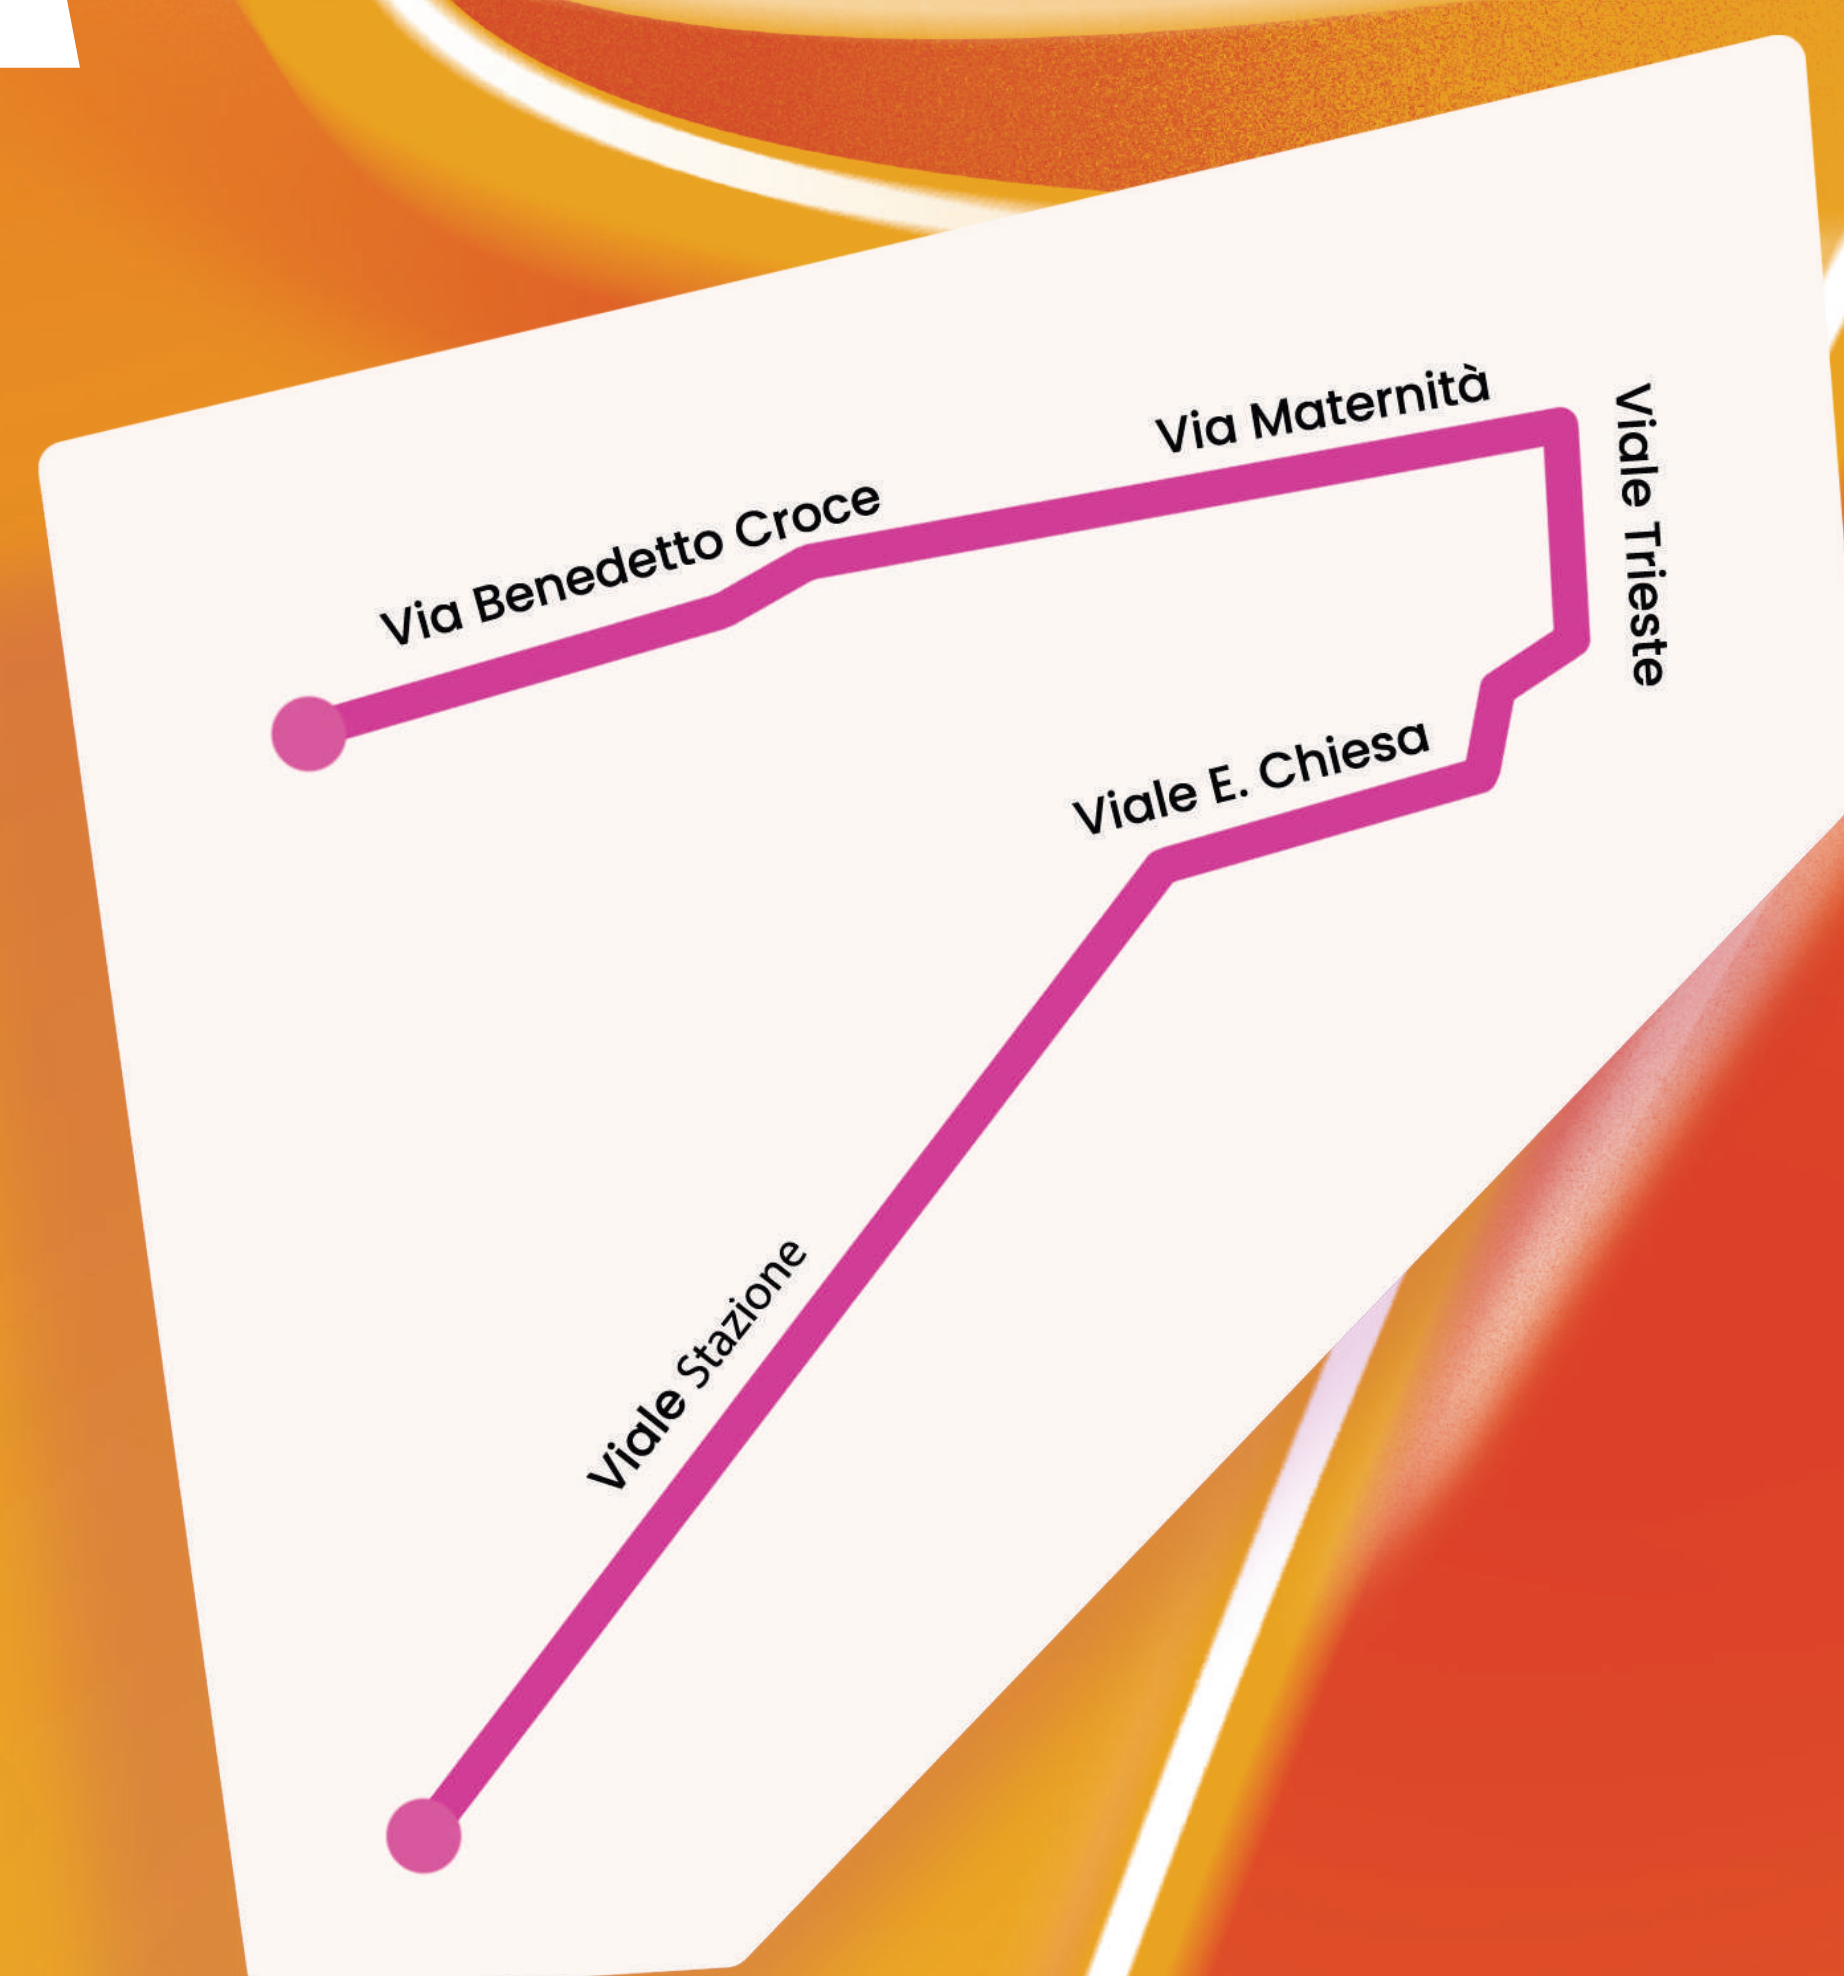 Via Maternità
Viale Trieste
Via Benedetto Croce
Viale E. Chiesa
Viale Stazione